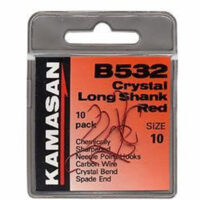 KAMASAN
B532
Crystal
Long Shank
Red
10
pack
SIZE
10
Chemically
Sharpened
Needle Point Hooks
Carbon Wire
Crystal Bend
Spade End